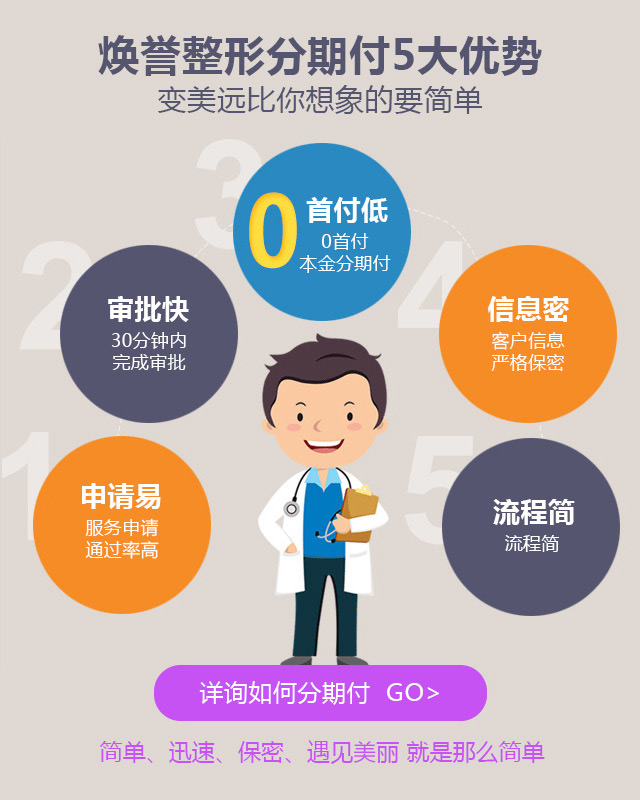 焕誉整形分期付5大优势
变美远比你想象的要简单
1
申请易
服务申请
通过率高
2
审批快
30分钟内
完成审批
3
0
首付低
0首付
本金分期付
4
信息密
客户信息
严格保密
5
流程简
流程简
详询如何分期付 GO>
简单、迅速、保密、遇见美丽 就是那么简单